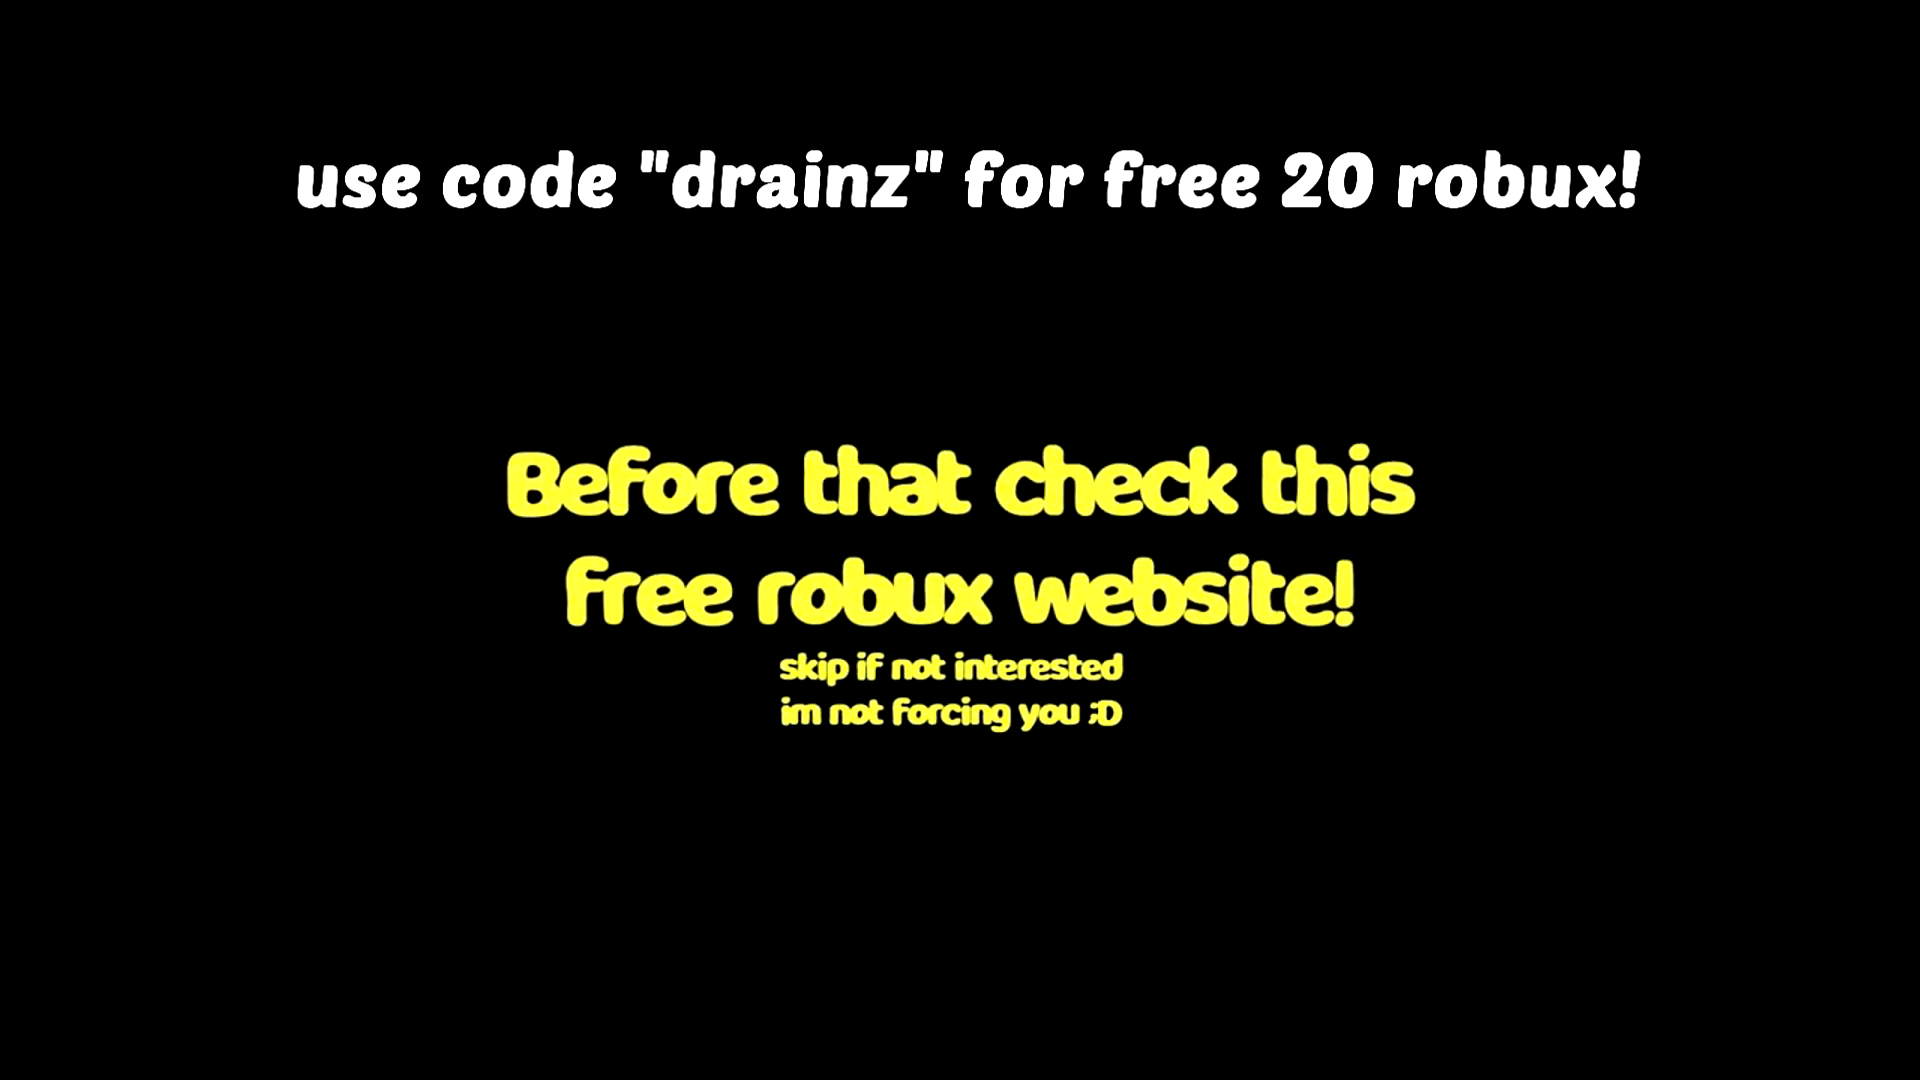 use code "drainz" for free 20 robux!
Before that check this
free robux website!
skip if not interested
im not forcing you ;D